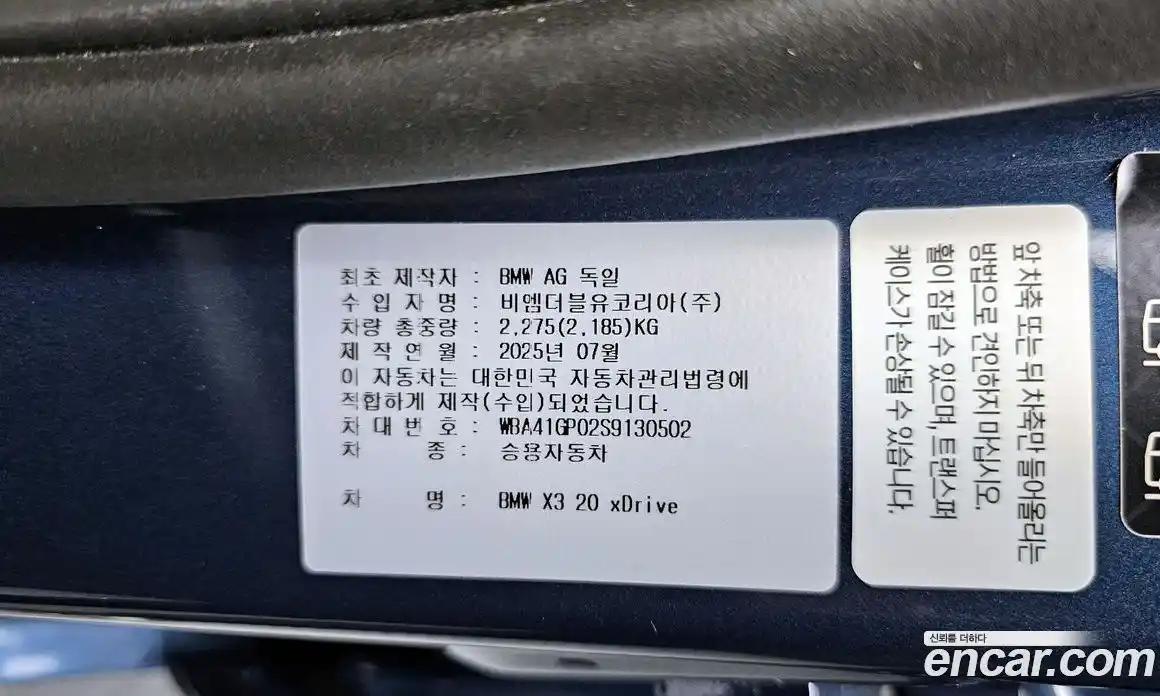 최초 제작자 : BMW AG 독일
수 입 자 명 : 비엠더블유코리아(주)
차량 총중량 : 2,275(2,185)KG
제 작 연 월 : 2025년 07월
이 자동차는 대한민국 자동차관리법령에
적합하게 제작(수입)되었습니다.
차 대 번 호 : WBA41GP02S9130502
차 종 : 승용자동차
차 명 : BMW X3 20 xDrive
앞 차축 또는 뒤 차축만 들어올리는
방법으로 견인하지 마십시오.
휠이 잠길 수 있으며, 트랜스퍼
케이스가 손상될 수 있습니다.
신뢰를 더하다
encar.com